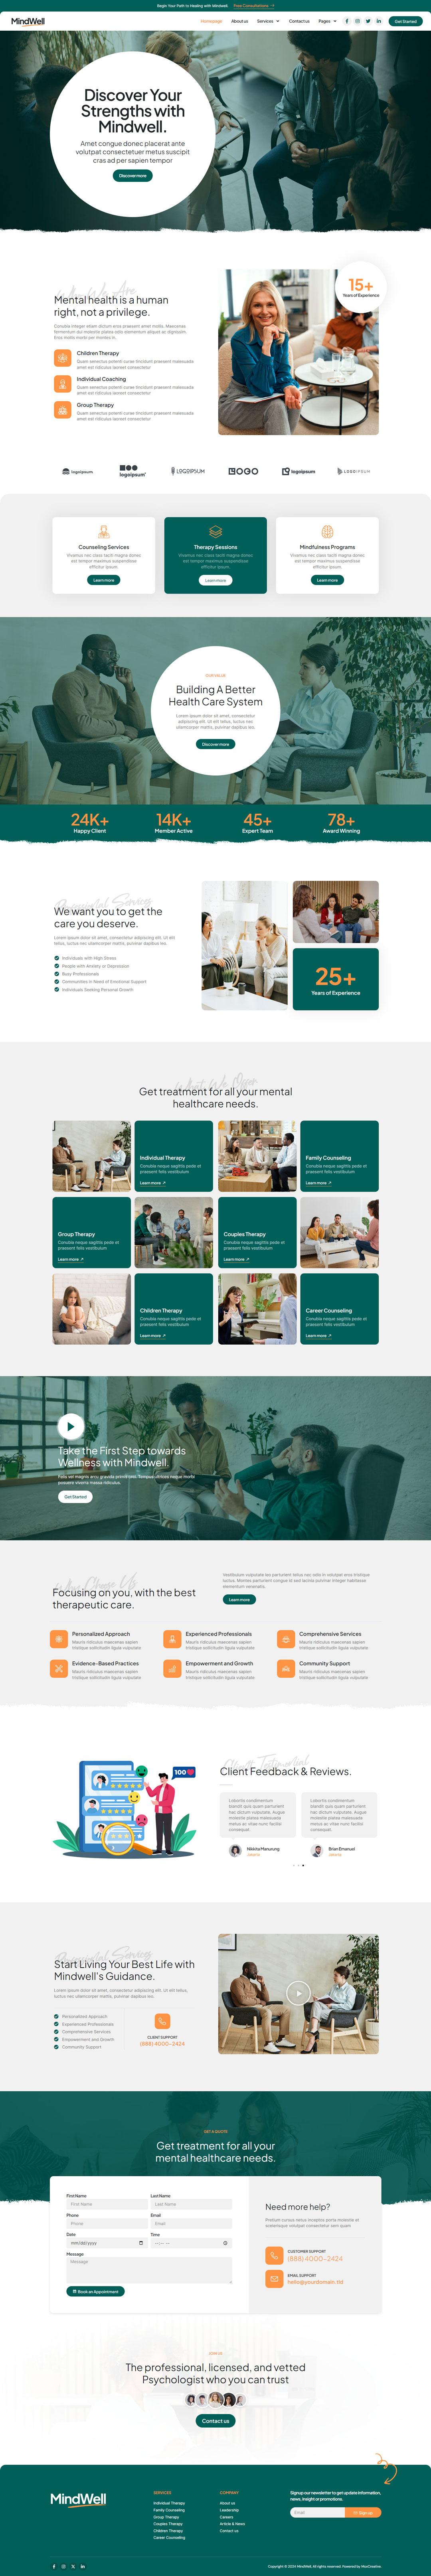 Begin Your Path to Healing with Mindwell. Free Consultations
MindWell
Homepage About us Services Contact us Pages Get Started
Discover Your
Strengths with
Mindwell.
Amet congue donec placerat ante
volutpat consectetuer metus suscipit
cras ad per sapien tempor
Discover more
15+
Years of Experience
Who We Are
Mental health is a human
right, not a privilege.
Conubia integer etiam dictum eros praesent amet mollis. Maecenas
fermentum dui nostra ullamcorper ad maecenas ac dignissim.
Eros mollis morbi per montes in.
Children Therapy
Quam senectus potenti curae tincidunt praesent malesuada
amet est ridiculus laoreet consectetur
Individual Coaching
Quam senectus potenti curae tincidunt praesent malesuada
amet est ridiculus laoreet consectetur
Group Therapy
Quam senectus potenti curae tincidunt praesent malesuada
amet est ridiculus laoreet consectetur
logoipsum
logoipsum
LOGOIPSUM
LOGO
logoipsum
LOGOIPSUM
Counseling Services
Vivamus nec class taciti magna donec
est tempor maximus suspendisse
efficitur ipsum.
Learn more
Therapy Sessions
Vivamus nec class taciti magna donec
est tempor maximus suspendisse
efficitur ipsum.
Learn more
Mindfulness Programs
Vivamus nec class taciti magna donec
est tempor maximus suspendisse
efficitur ipsum.
Learn more
OUR VALUE
Building A Better
Health Care System
Lorem ipsum dolor sit amet, consectetur
adipiscing elit. Ut elit tellus, luctus nec
ullamcorper mattis, pulvinar dapibus leo.
Discover more
24K+
Happy Client
14K+
Member Active
45+
Expert Team
78+
Award Winning
Professional Services
We want you to get the
care you deserve.
Lorem ipsum dolor sit amet, consectetur adipiscing elit. Ut elit
tellus, luctus nec ullamcorper mattis, pulvinar dapibus leo.
Individuals with High Stress
People with Anxiety or Depression
Busy Professionals
Communities in Need of Emotional Support
Individuals Seeking Personal Growth
25+
Years of Experience
What We Offer
Get treatment for all your mental
healthcare needs.
Individual Therapy
Conubia neque sagittis pede et
praesent felis vestibulum
Learn more
Family Counseling
Conubia neque sagittis pede et
praesent felis vestibulum
Learn more
Group Therapy
Conubia neque sagittis pede et
praesent felis vestibulum
Learn more
Couples Therapy
Conubia neque sagittis pede et
praesent felis vestibulum
Learn more
Children Therapy
Conubia neque sagittis pede et
praesent felis vestibulum
Learn more
Career Counseling
Conubia neque sagittis pede et
praesent felis vestibulum
Learn more
Take the First Step towards
Wellness with Mindwell.
Felis vel magnis arcu gravida primis erat. Tempus ultrices neque morbi
posuere viverra massa ridiculus.
Get Started
Why Choose Us
Focusing on you, with the best
therapeutic care.
Vestibulum vulputate leo parturient tellus nec odio in volutpat eros tristique
luctus. Montes parturient congue id sed lacinia pulvinar integer habitasse
elementum venenatis.
Learn more
Personalized Approach
Mauris ridiculus maecenas sapien
tristique sollicitudin ligula vulputate
Experienced Professionals
Mauris ridiculus maecenas sapien
tristique sollicitudin ligula vulputate
Comprehensive Services
Mauris ridiculus maecenas sapien
tristique sollicitudin ligula vulputate
Evidence-Based Practices
Mauris ridiculus maecenas sapien
tristique sollicitudin ligula vulputate
Empowerment and Growth
Mauris ridiculus maecenas sapien
tristique sollicitudin ligula vulputate
Community Support
Mauris ridiculus maecenas sapien
tristique sollicitudin ligula vulputate
100
Client Testimonial
Client Feedback & Reviews.
Lobortis condimentum
blandit quis quam parturient
hac dictum vulputate. Augue
molestie platea malesuada
metus ac vitae nunc facilisi
consequat.
Nikkita Manurung
Jakarta
Lobortis condimentum
blandit quis quam parturient
hac dictum vulputate. Augue
molestie platea malesuada
metus ac vitae nunc facilisi
consequat.
Brian Emanuel
Jakarta
Professional Services
Start Living Your Best Life with
Mindwell's Guidance.
Lorem ipsum dolor sit amet, consectetur adipiscing elit. Ut elit tellus,
luctus nec ullamcorper mattis, pulvinar dapibus leo.
Personalized Approach
Experienced Professionals
Comprehensive Services
Empowerment and Growth
Community Support
CLIENT SUPPORT
(888) 4000-2424
GET A QUOTE
Get treatment for all your
mental healthcare needs.
First Name
First Name
Last Name
Last Name
Phone
Phone
Email
Email
Date
mm/dd/yyyy
Time
--:-- --
Message
Message
Book an Appointment
Need more help?
Pretium cursus netus inceptos porta molestie et
scelerisque volutpat consectetur sem quam
CUSTOMER SUPPORT
(888) 4000-2424
EMAIL SUPPORT
hello@yourdomain.tld
JOIN US
The professional, licensed, and vetted
Psychologist who you can trust
Contact us
MindWell
SERVICES
Individual Therapy
Family Counseling
Group Therapy
Couples Therapy
Children Therapy
Career Counseling
COMPANY
About us
Leadership
Careers
Article & News
Contact us
Signup our newsletter to get update information,
news, insight or promotions.
Email
Sign up
Copyright © 2024 MindWell, All rights reserved. Powered by MaxCreative.